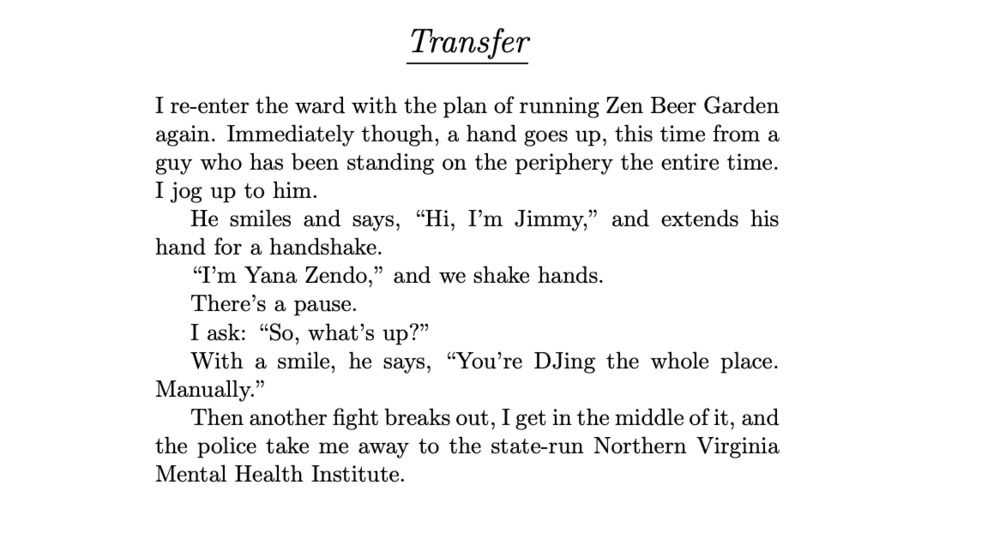 Transfer
I re-enter the ward with the plan of running Zen Beer Garden
again. Immediately though, a hand goes up, this time from a
guy who has been standing on the periphery the entire time.
I jog up to him.
He smiles and says, “Hi, I’m Jimmy,” and extends his
hand for a handshake.
“I’m Yana Zendo,” and we shake hands.
There’s a pause.
I ask: “So, what’s up?”
With a smile, he says, “You’re DJing the whole place.
Manually.”
Then another fight breaks out, I get in the middle of it, and
the police take me away to the state-run Northern Virginia
Mental Health Institute.